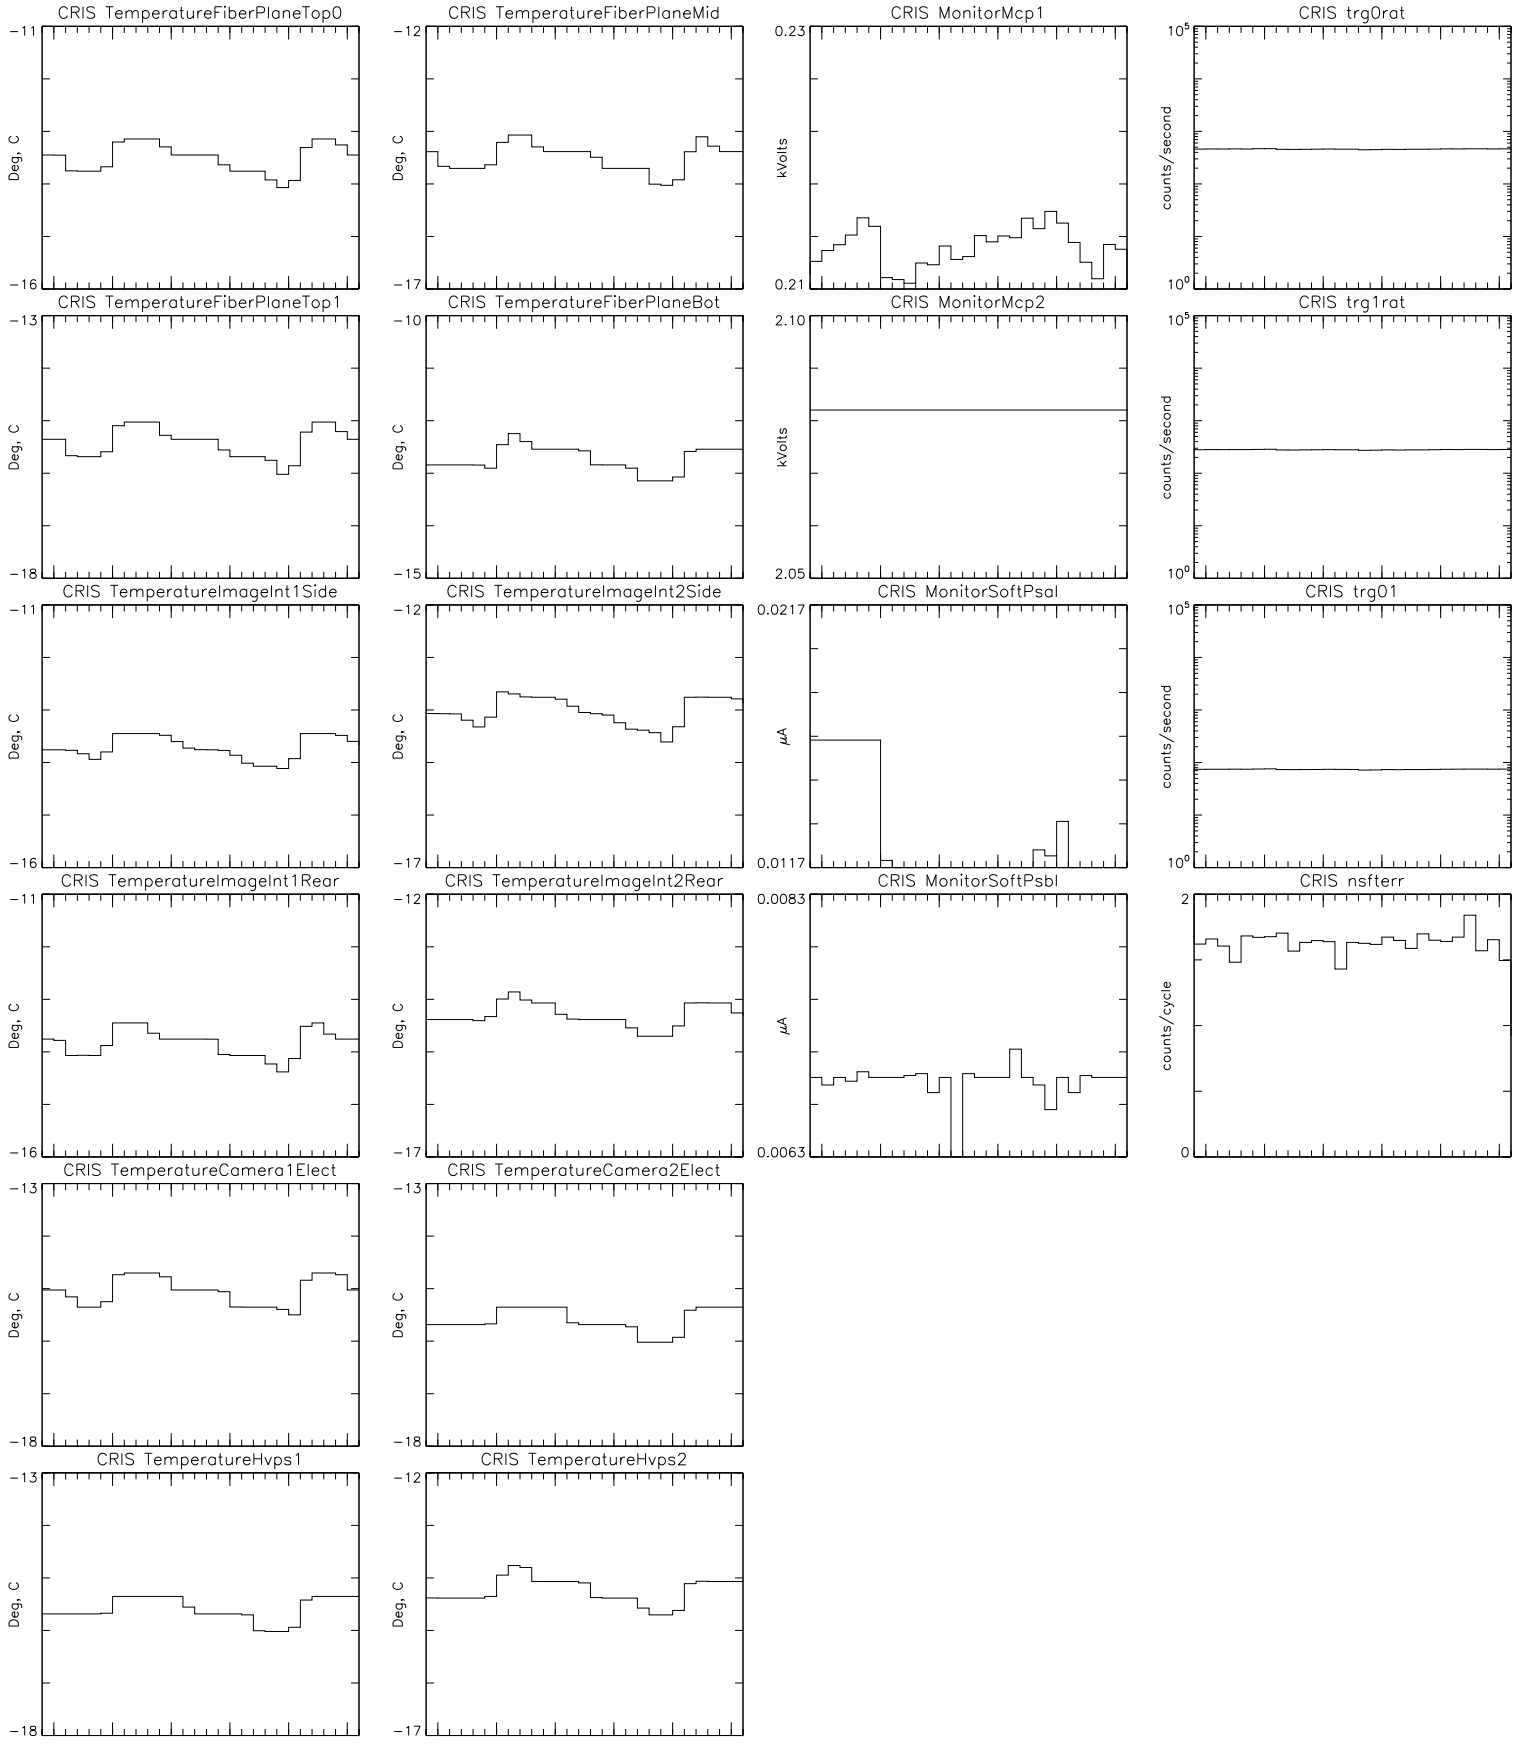 CRIS TemperatureFiberPlaneTop0
-11
Deg, C
-16
CRIS TemperatureFiberPlaneMid
-12
Deg, C
-17
CRIS MonitorMcp1
0.23
kVolts
0.21
CRIS trg0rat
10^5
counts/second
10^0
CRIS TemperatureFiberPlaneTop1
-13
Deg, C
-18
CRIS TemperatureFiberPlaneBot
-10
Deg, C
-15
CRIS MonitorMcp2
2.10
kVolts
2.05
CRIS trg1rat
10^5
counts/second
10^0
CRIS TemperatureImageInt1Side
-11
Deg, C
-16
CRIS TemperatureImageInt2Side
-12
Deg, C
-17
CRIS MonitorSoftPsaI
0.0217
μA
0.0117
CRIS trg01
10^5
counts/second
10^0
CRIS TemperatureImageInt1Rear
-11
Deg, C
-16
CRIS TemperatureImageInt2Rear
-12
Deg, C
-17
CRIS MonitorSoftPsbI
0.0083
μA
0.0063
CRIS nsfterr
2
counts/cycle
0
CRIS TemperatureCamera1Elect
-13
Deg, C
-18
CRIS TemperatureCamera2Elect
-13
Deg, C
-18
CRIS TemperatureHvps1
-13
Deg, C
-18
CRIS TemperatureHvps2
-12
Deg, C
-17